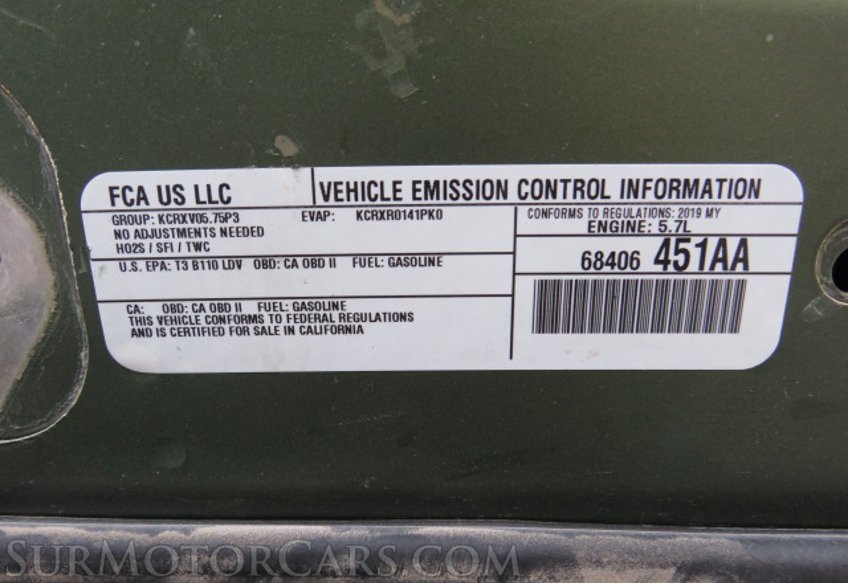 FCA US LLC
VEHICLE EMISSION CONTROL INFORMATION
GROUP: KCRXV05.75P3 EVAP: KCRXR0141PK0
NO ADJUSTMENTS NEEDED
HO2S / SFI / TWC
U.S. EPA: T3 B110 LDV OBD: CA OBD II FUEL: GASOLINE
CA: OBD: CA OBD II FUEL: GASOLINE
THIS VEHICLE CONFORMS TO FEDERAL REGULATIONS
AND IS CERTIFIED FOR SALE IN CALIFORNIA
CONFORMS TO REGULATIONS: 2019 MY
ENGINE: 5.7L
68406 451AA
SURMOTORCARS.COM